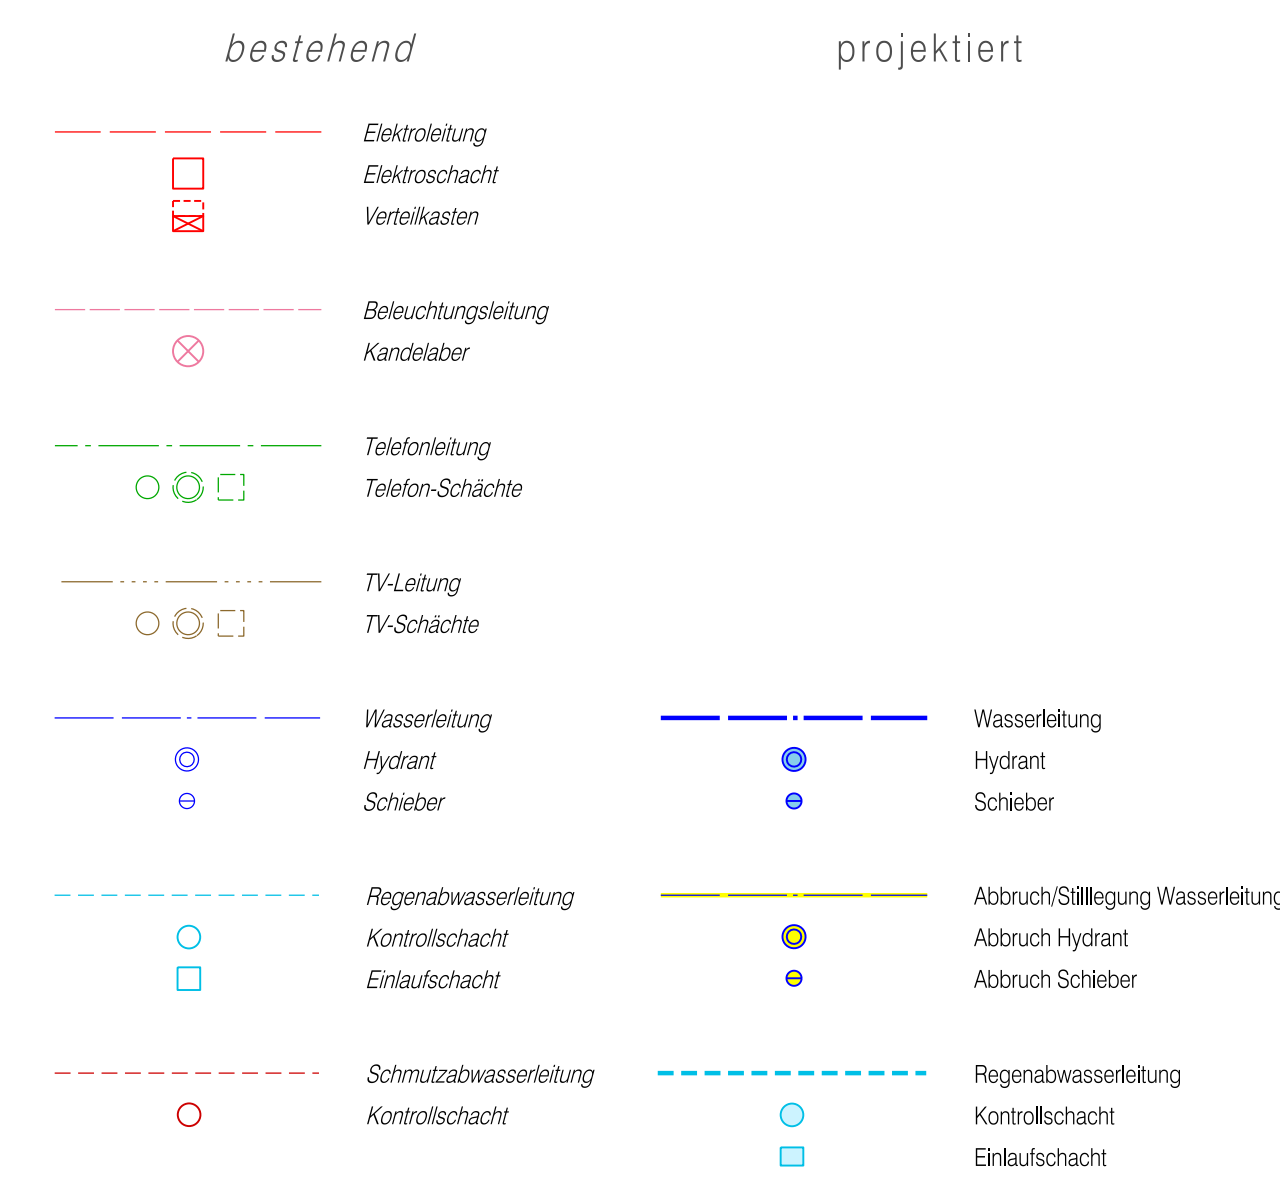 bestehend
projektiert
Elektroleitung
Elektroschacht
Verteilkasten
Beleuchtungsleitung
Kandelaber
Telefonleitung
Telefon-Schächte
TV-Leitung
TV-Schächte
Wasserleitung
Hydrant
Schieber
Regenabwasserleitung
Kontrollschacht
Einlaufschacht
Schmutzabwasserleitung
Kontrollschacht
Wasserleitung
Hydrant
Schieber
Abbruch/Stilllegung Wasserleitung
Abbruch Hydrant
Abbruch Schieber
Regenabwasserleitung
Kontrollschacht
Einlaufschacht